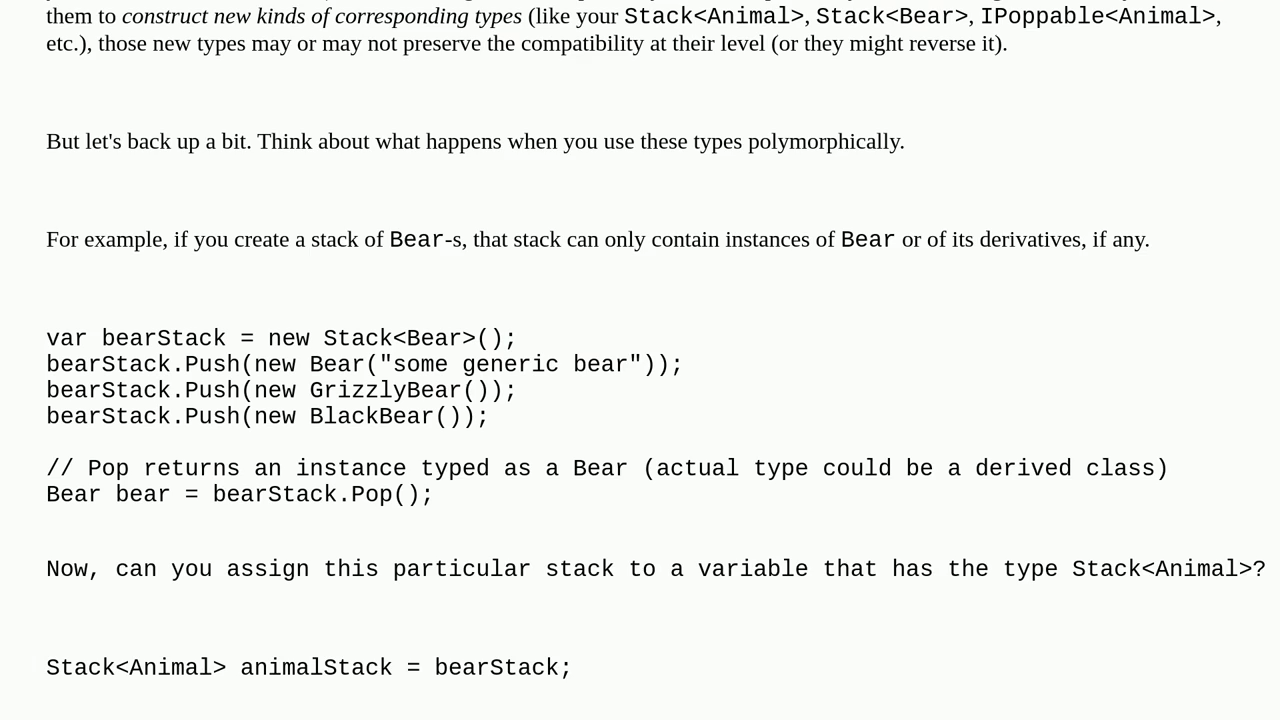 them to construct new kinds of corresponding types (like your Stack<Animal>, Stack<Bear>, IPoppable<Animal>,
etc.), those new types may or may not preserve the compatibility at their level (or they might reverse it).
But let's back up a bit. Think about what happens when you use these types polymorphically.
For example, if you create a stack of Bear-s, that stack can only contain instances of Bear or of its derivatives, if any.
var bearStack = new Stack<Bear>();
bearStack.Push(new Bear("some generic bear"));
bearStack.Push(new GrizzlyBear());
bearStack.Push(new BlackBear());
// Pop returns an instance typed as a Bear (actual type could be a derived class)
Bear bear = bearStack.Pop();
Now, can you assign this particular stack to a variable that has the type Stack<Animal>?
Stack<Animal> animalStack = bearStack;